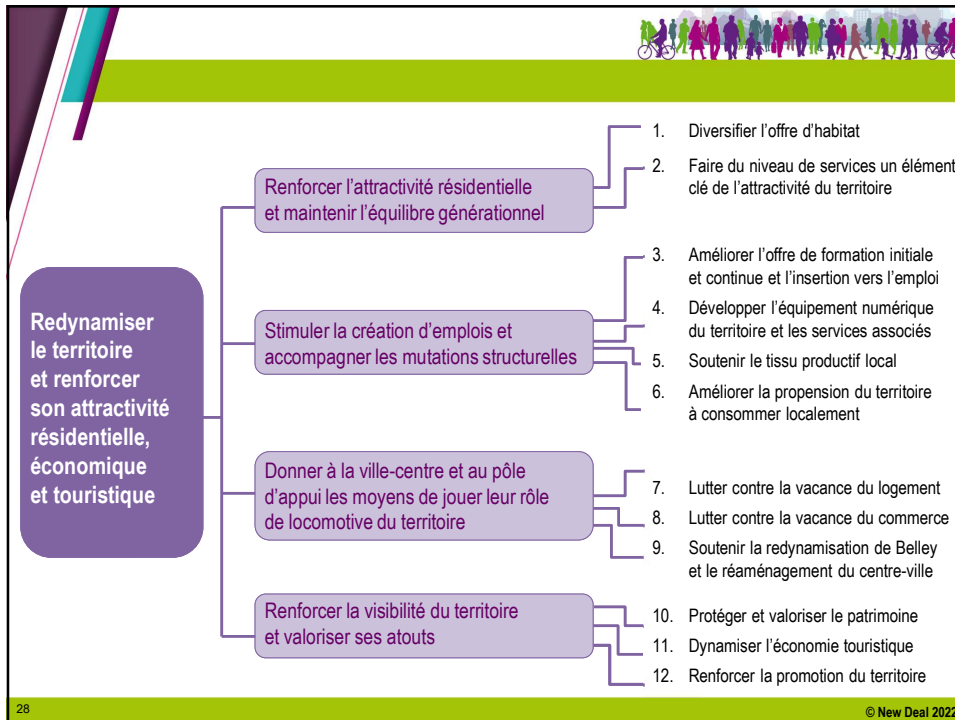 Redynamiser
le territoire
et renforcer
son attractivité
résidentielle,
économique
et touristique
Renforcer l'attractivité résidentielle
et maintenir l'équilibre générationnel
1. Diversifier l'offre d'habitat
2. Faire du niveau de services un élément
clé de l'attractivité du territoire
Stimuler la création d'emplois et
accompagner les mutations structurelles
3. Améliorer l'offre de formation initiale
et continue et l'insertion vers l'emploi
4. Développer l'équipement numérique
du territoire et les services associés
5. Soutenir le tissu productif local
6. Améliorer la propension du territoire
à consommer localement
Donner à la ville-centre et au pôle
d'appui les moyens de jouer leur rôle
de locomotive du territoire
7. Lutter contre la vacance du logement
8. Lutter contre la vacance du commerce
9. Soutenir la redynamisation de Belley
et le réaménagement du centre-ville
Renforcer la visibilité du territoire
et valoriser ses atouts
10. Protéger et valoriser le patrimoine
11. Dynamiser l'économie touristique
12. Renforcer la promotion du territoire
28
© New Deal 2022